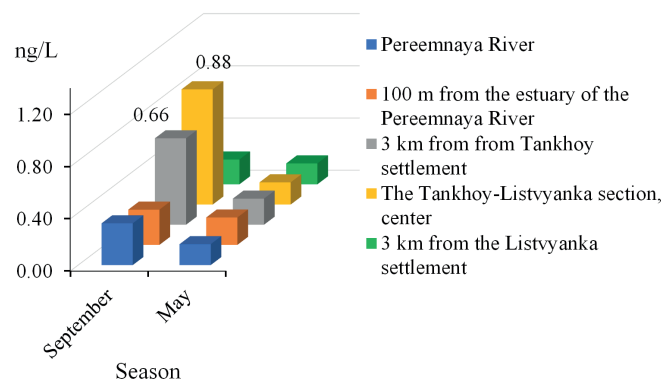 ng/L
1.20
0.80
0.40
0.00
0.66
0.88
September
May
Season
Pereemnaya River
100 m from the estuary of the
Pereemnaya River
3 km from from Tankhoy
settlement
The Tankhoy-Listvyanka section,
center
3 km from the Listvyanka
settlement